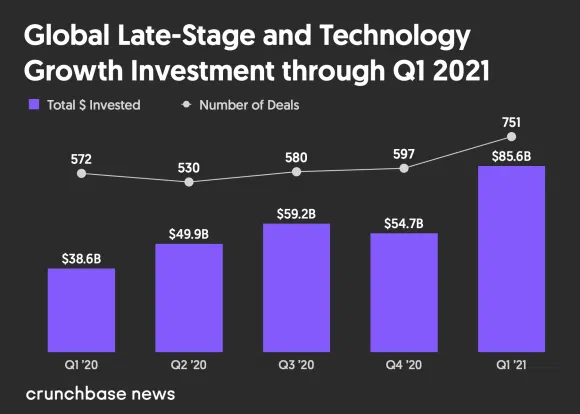 Global Late-Stage and Technology
Growth Investment through Q1 2021
Total $ Invested Number of Deals
751
572 530 580 597
$85.6B
$59.2B
$54.7B
$49.9B
$38.6B
Q1 '20 Q2 '20 Q3 '20 Q4 '20 Q1 '21
crunchbase news